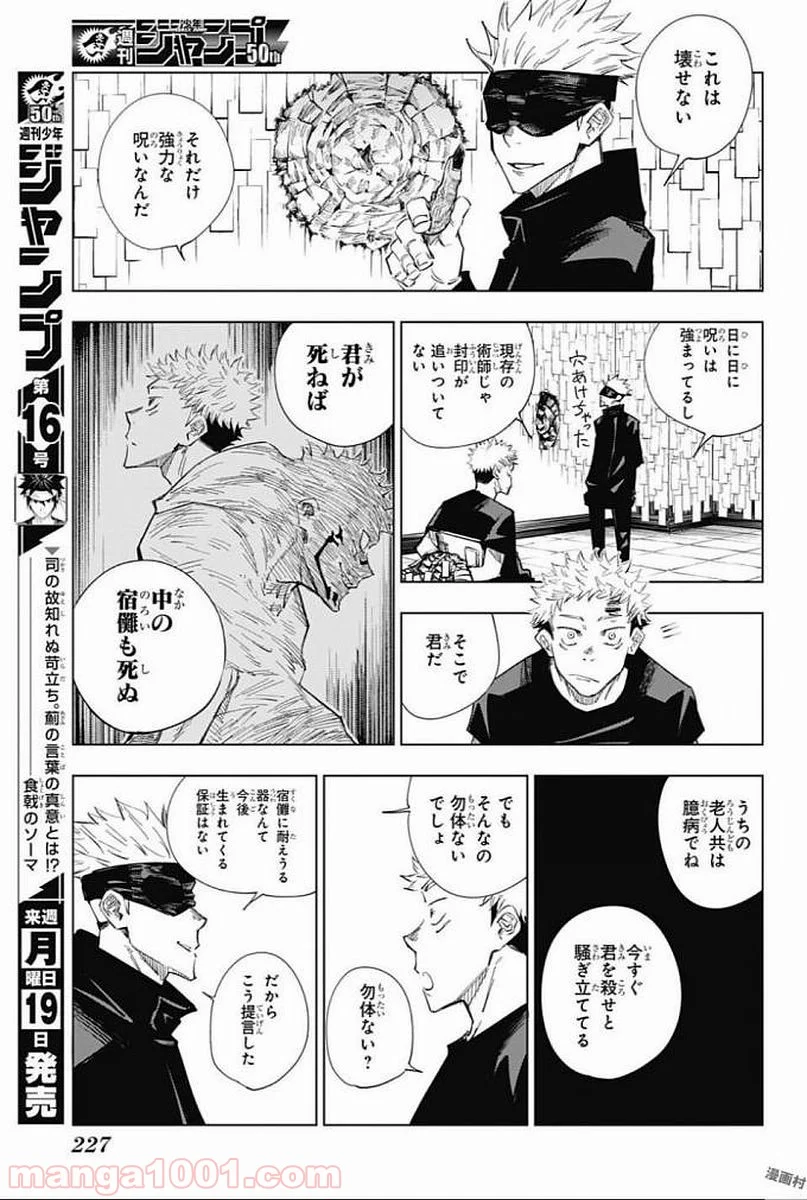 週刊
少年
ジャンプ
50th
これは
壊せない
それだけ
強力な
呪いなんだ
日に日に
呪いは
強まってるし
穴あけちゃった
現存の
術師じゃ
封印が
追いついて
ない
そこで
君だ
君が
死ねば
中の
宿儺も死ぬ
うちの
老人共は
臆病でね
今すぐ
君を殺せと
騒ぎ立ててる
でも
そんなの
勿体ない
でしょ
勿体ない?
宿儺に耐えうる
器なんて
今後
生まれてくる
保証はない
だから
こう提言した
50th
週刊少年
ジャンプ
第
16
号
▼司の故知れぬ苛立ち。薊の言葉の真意とは!?
──食戟のソーマ
来週
月
曜日
19
日
発売
227
manga1001.com
漫画村